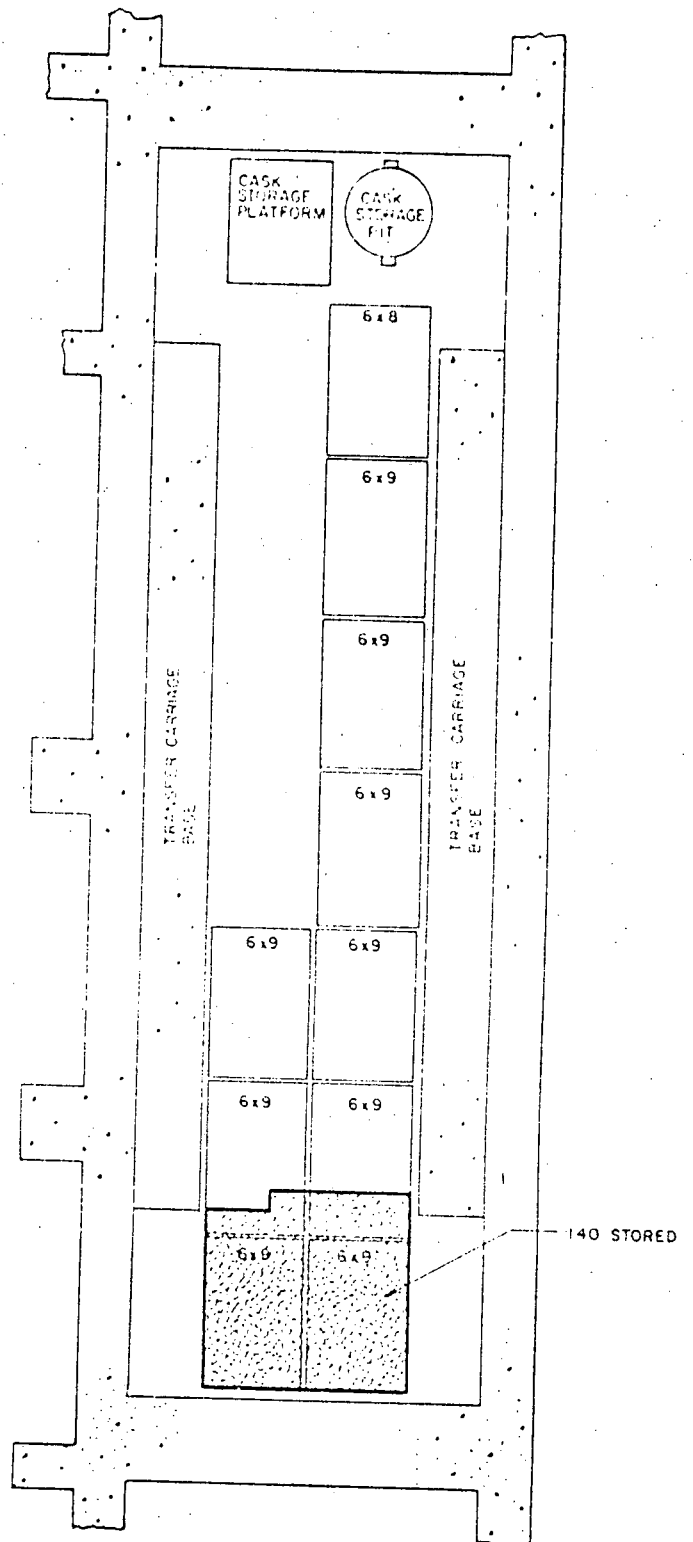 CASK
STORAGE
PLATFORM
CASK
STORAGE
PIT
6x8
6x9
6x9
6x9
TRANSFER CARRIAGE
BASE
TRANSFER CARRIAGE
BASE
6x9
6x9
6x9
6x9
140 STORED
6x9
6x9